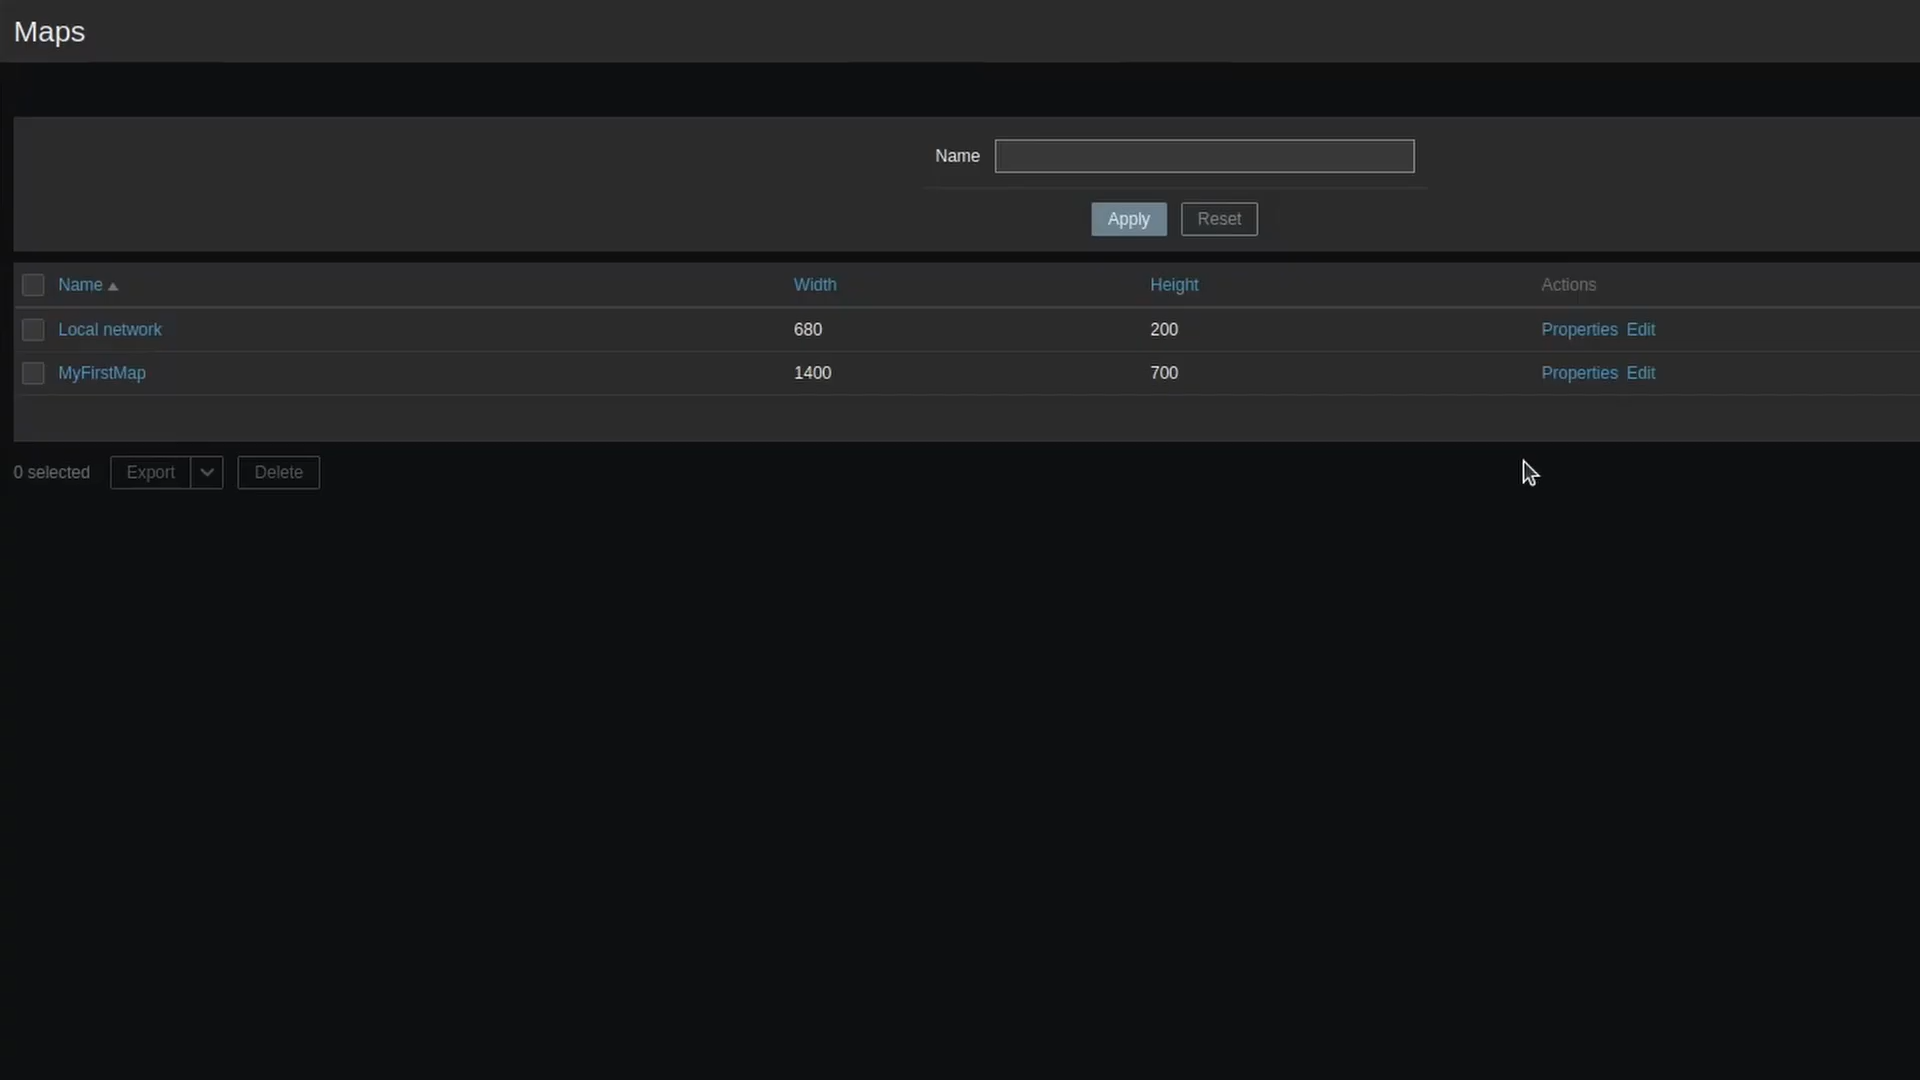 Maps
Name
Apply Reset
Name Width Height Actions
Local network 680 200 Properties Edit
MyFirstMap 1400 700 Properties Edit
0 selected Export Delete